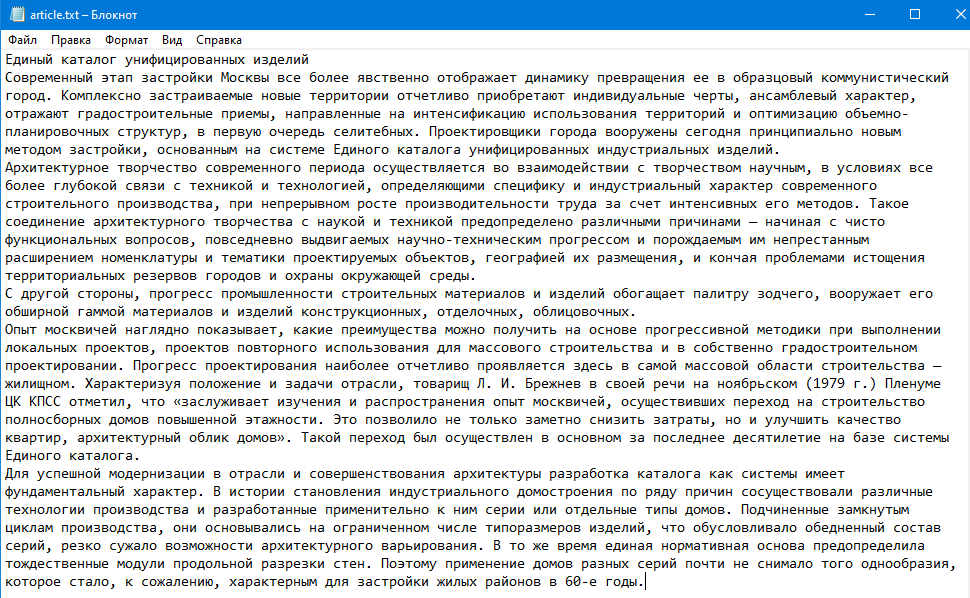 article.txt – Блокнот
Файл Правка Формат Вид Справка
Единый каталог унифицированных изделий
Современный этап застройки Москвы все более явственно отображает динамику превращения ее в образцовый коммунистический
город. Комплексно застраиваемые новые территории отчетливо приобретают индивидуальные черты, ансамблевый характер,
отражают градостроительные приемы, направленные на интенсификацию использования территорий и оптимизацию объемно-
планировочных структур, в первую очередь селитебных. Проектировщики города вооружены сегодня принципиально новым
методом застройки, основанным на системе Единого каталога унифицированных индустриальных изделий.
Архитектурное творчество современного периода осуществляется во взаимодействии с творчеством научным, в условиях все
более глубокой связи с техникой и технологией, определяющими специфику и индустриальный характер современного
строительного производства, при непрерывном росте производительности труда за счет интенсивных его методов. Такое
соединение архитектурного творчества с наукой и техникой предопределено различными причинами — начиная с чисто
функциональных вопросов, повседневно выдвигаемых научно-техническим прогрессом и порождаемым им непрестанным
расширением номенклатуры и тематики проектируемых объектов, географией их размещения, и кончая проблемами истощения
территориальных резервов городов и охраны окружающей среды.
С другой стороны, прогресс промышленности строительных материалов и изделий обогащает палитру зодчего, вооружает его
обширной гаммой материалов и изделий конструкционных, отделочных, облицовочных.
Опыт москвичей наглядно показывает, какие преимущества можно получить на основе прогрессивной методики при выполнении
локальных проектов, проектов повторного использования для массового строительства и в собственно градостроительном
проектировании. Прогресс проектирования наиболее отчетливо проявляется здесь в самой массовой области строительства —
жилищном. Характеризуя положение и задачи отрасли, товарищ Л. И. Брежнев в своей речи на ноябрьском (1979 г.) Пленуме
ЦК КПСС отметил, что «заслуживает изучения и распространения опыт москвичей, осуществивших переход на строительство
полносборных домов повышенной этажности. Это позволило не только заметно снизить затраты, но и улучшить качество
квартир, архитектурный облик домов». Такой переход был осуществлен в основном за последнее десятилетие на базе системы
Единого каталога.
Для успешной модернизации в отрасли и совершенствования архитектуры разработка каталога как системы имеет
фундаментальный характер. В истории становления индустриального домостроения по ряду причин сосуществовали различные
технологии производства и разработанные применительно к ним серии или отдельные типы домов. Подчиненные замкнутым
циклам производства, они основывались на ограниченном числе типоразмеров изделий, что обусловливало обедненный состав
серий, резко сужало возможности архитектурного варьирования. В то же время единая нормативная основа предопределила
тождественные модули продольной разрезки стен. Поэтому применение домов разных серий почти не снимало того однообразия,
которое стало, к сожалению, характерным для застройки жилых районов в 60-е годы.